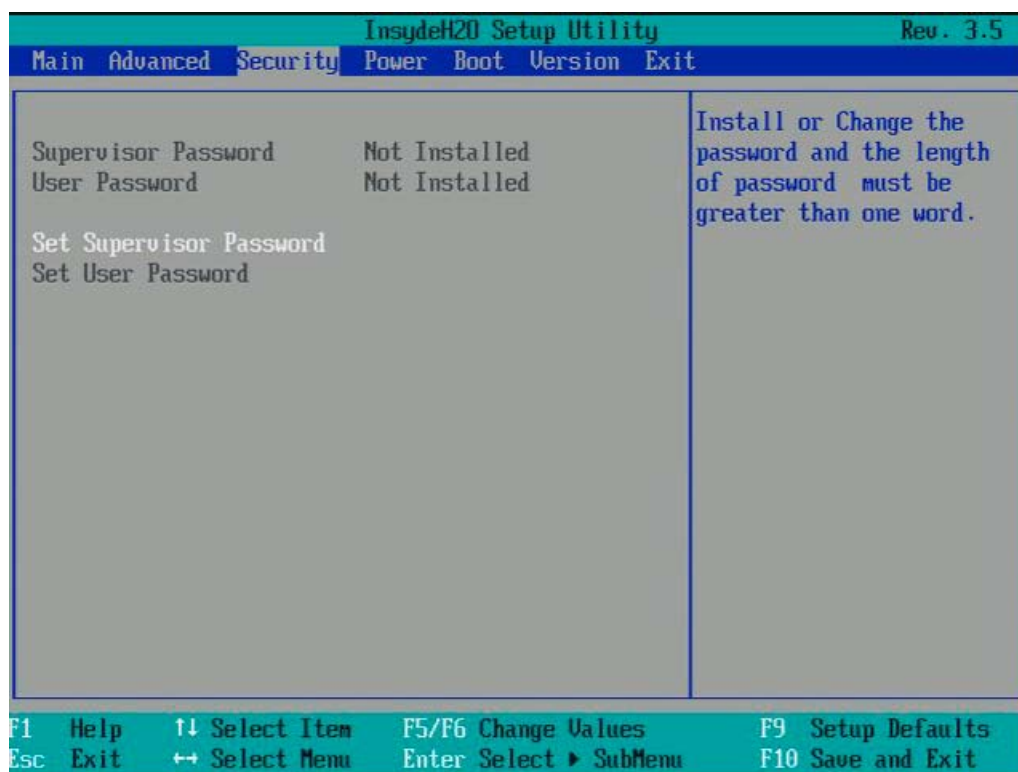 InsydeH2O Setup Utility Rev. 3.5
Main Advanced Security Power Boot Version Exit
Supervisor Password Not Installed
User Password Not Installed
Set Supervisor Password
Set User Password
Install or Change the
password and the length
of password must be
greater than one word.
F1 Help ↑↓ Select Item F5/F6 Change Values F9 Setup Defaults
Esc Exit ↔ Select Menu Enter Select ▶ SubMenu F10 Save and Exit